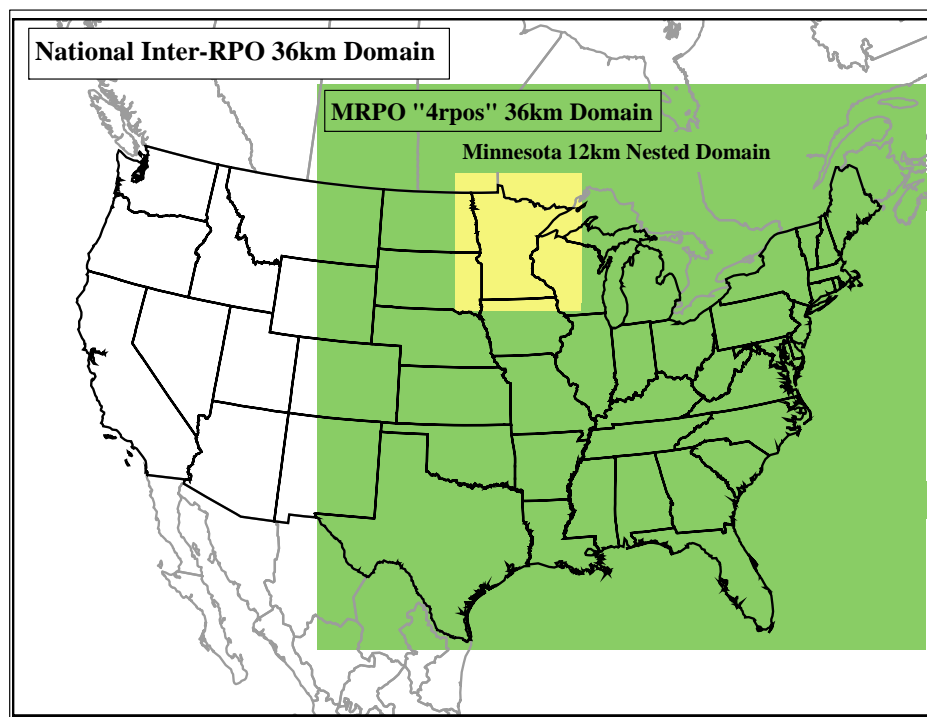 National Inter-RPO 36km Domain
MRPO "4rpos" 36km Domain
Minnesota 12km Nested Domain